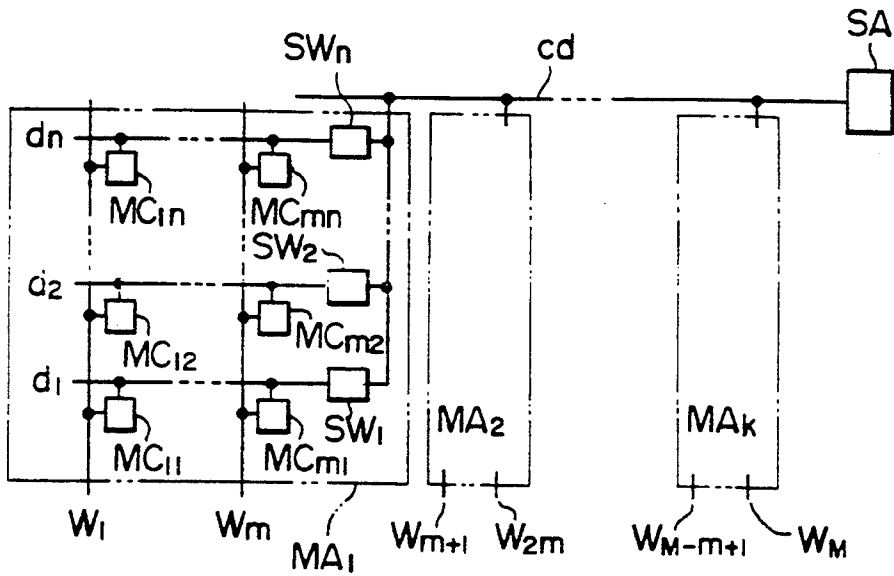 SA
SWn
cd
dn
MC1n
MCmn
SW2
d2
MC12
MCm2
d1
SW1
MA2
MAk
MC11
MCm1
W1
Wm
MA1
Wm+1
W2m
WM-m+1
WM